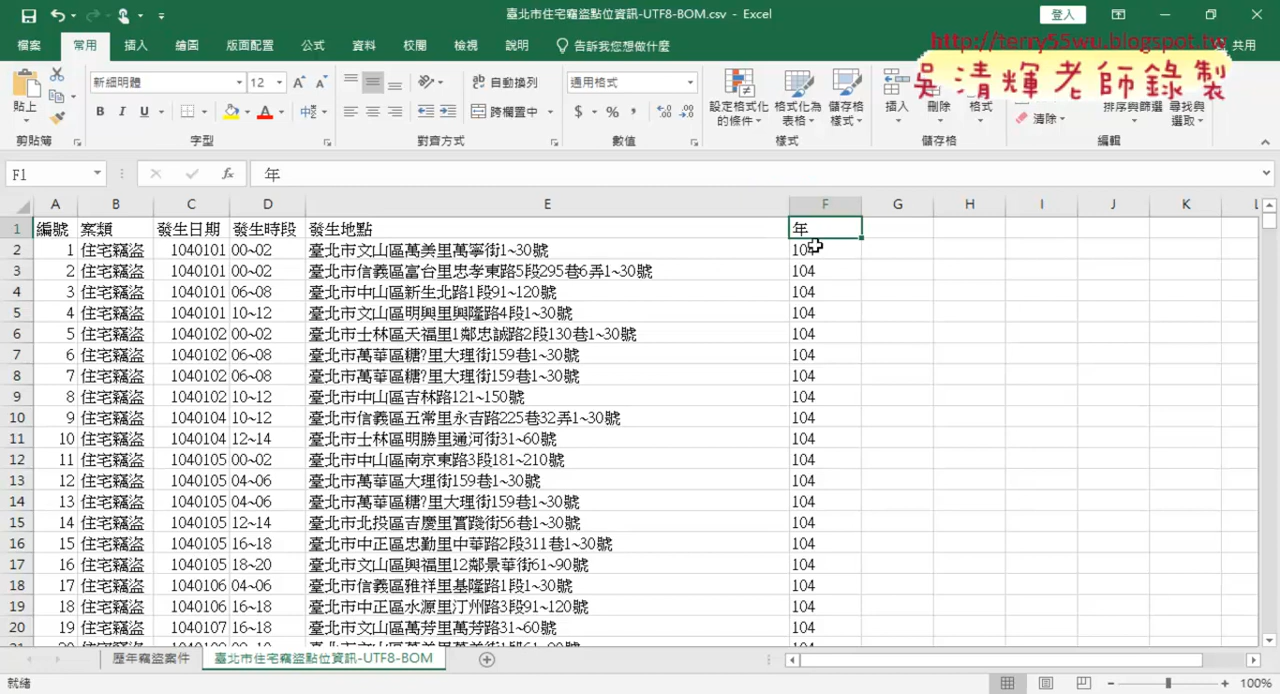 臺北市住宅竊盜點位資訊-UTF8-BOM.csv - Excel
登入
檔案 常用 插入 繪圖 版面配置 公式 資料 校閱 檢視 說明 告訴我您想做什麼 共用
http://terry55wu.blogspot.tw
吳清輝老師錄製
貼上
新細明體 12
B I U
自動換列
跨欄置中
通用格式
$ %
設定格式化的條件
格式化為表格
儲存格樣式
插入 刪除 格式
清除
排序與篩選
尋找與選取
剪貼簿 字型 對齊方式 數值 樣式 儲存格 編輯
F1 fx 年
A B C D E F G H I J K L
1 編號 案類 發生日期 發生時段 發生地點 年
2 1 住宅竊盜 1040101 00~02 臺北市文山區萬美里萬寧街1~30號 104
3 2 住宅竊盜 1040101 00~02 臺北市信義區富台里忠孝東路5段295巷6弄1~30號 104
4 3 住宅竊盜 1040101 06~08 臺北市中山區新生北路1段91~120號 104
5 4 住宅竊盜 1040101 10~12 臺北市文山區明興里興隆路4段1~30號 104
6 5 住宅竊盜 1040102 00~02 臺北市士林區天福里1鄰忠誠路2段130巷1~30號 104
7 6 住宅竊盜 1040102 06~08 臺北市萬華區糖?里大理街159巷1~30號 104
8 7 住宅竊盜 1040102 06~08 臺北市萬華區糖?里大理街159巷1~30號 104
9 8 住宅竊盜 1040102 10~12 臺北市中山區吉林路121~150號 104
10 9 住宅竊盜 1040104 10~12 臺北市信義區五常里永吉路225巷32弄1~30號 104
11 10 住宅竊盜 1040104 12~14 臺北市士林區明勝里通河街31~60號 104
12 11 住宅竊盜 1040105 00~02 臺北市中山區南京東路3段181~210號 104
13 12 住宅竊盜 1040105 04~06 臺北市萬華區大理街159巷1~30號 104
14 13 住宅竊盜 1040105 04~06 臺北市萬華區糖?里大理街159巷1~30號 104
15 14 住宅竊盜 1040105 12~14 臺北市北投區吉慶里實踐街56巷1~30號 104
16 15 住宅竊盜 1040105 16~18 臺北市中正區忠勤里中華路2段311巷1~30號 104
17 16 住宅竊盜 1040105 18~20 臺北市文山區興福里12鄰景華街61~90號 104
18 17 住宅竊盜 1040106 04~06 臺北市信義區雅祥里基隆路1段1~30號 104
19 18 住宅竊盜 1040106 16~18 臺北市中正區水源里汀州路3段91~120號 104
20 19 住宅竊盜 1040107 16~18 臺北市文山區萬芳里萬芳路31~60號 104
歷年竊盜案件 臺北市住宅竊盜點位資訊-UTF8-BOM
就緒 100%